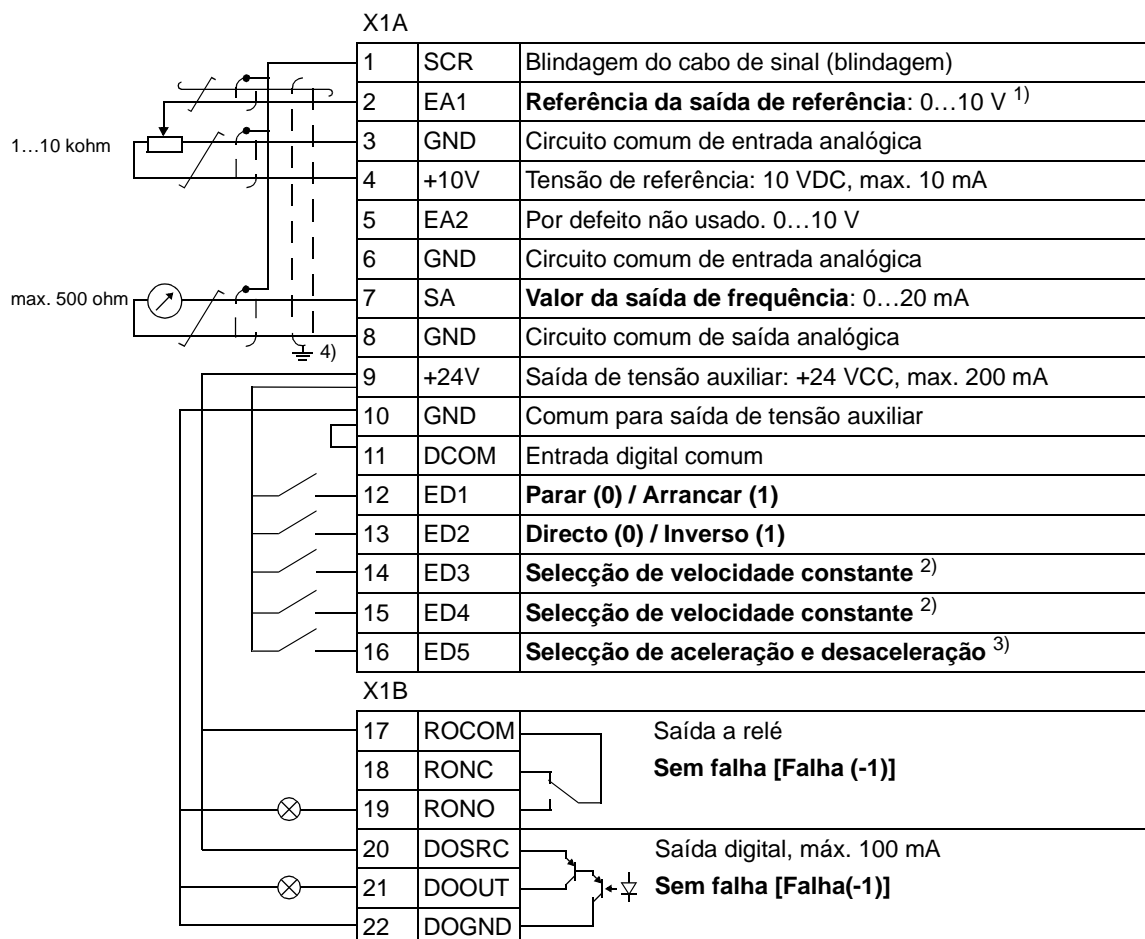 X1A
1 SCR Blindagem do cabo de sinal (blindagem)
2 EA1 Referência da saída de referência: 0…10 V 1)
1…10 kohm
3 GND Circuito comum de entrada analógica
4 +10V Tensão de referência: 10 VDC, max. 10 mA
5 EA2 Por defeito não usado. 0…10 V
6 GND Circuito comum de entrada analógica
max. 500 ohm
7 SA Valor da saída de frequência: 0…20 mA
8 GND Circuito comum de saída analógica
4)
9 +24V Saída de tensão auxiliar: +24 VCC, max. 200 mA
10 GND Comum para saída de tensão auxiliar
11 DCOM Entrada digital comum
12 ED1 Parar (0) / Arrancar (1)
13 ED2 Directo (0) / Inverso (1)
14 ED3 Selecção de velocidade constante 2)
15 ED4 Selecção de velocidade constante 2)
16 ED5 Selecção de aceleração e desaceleração 3)
X1B
17 ROCOM Saída a relé
18 RONC Sem falha [Falha (-1)]
19 RONO
20 DOSRC Saída digital, máx. 100 mA
21 DOOUT Sem falha [Falha(-1)]
22 DOGND